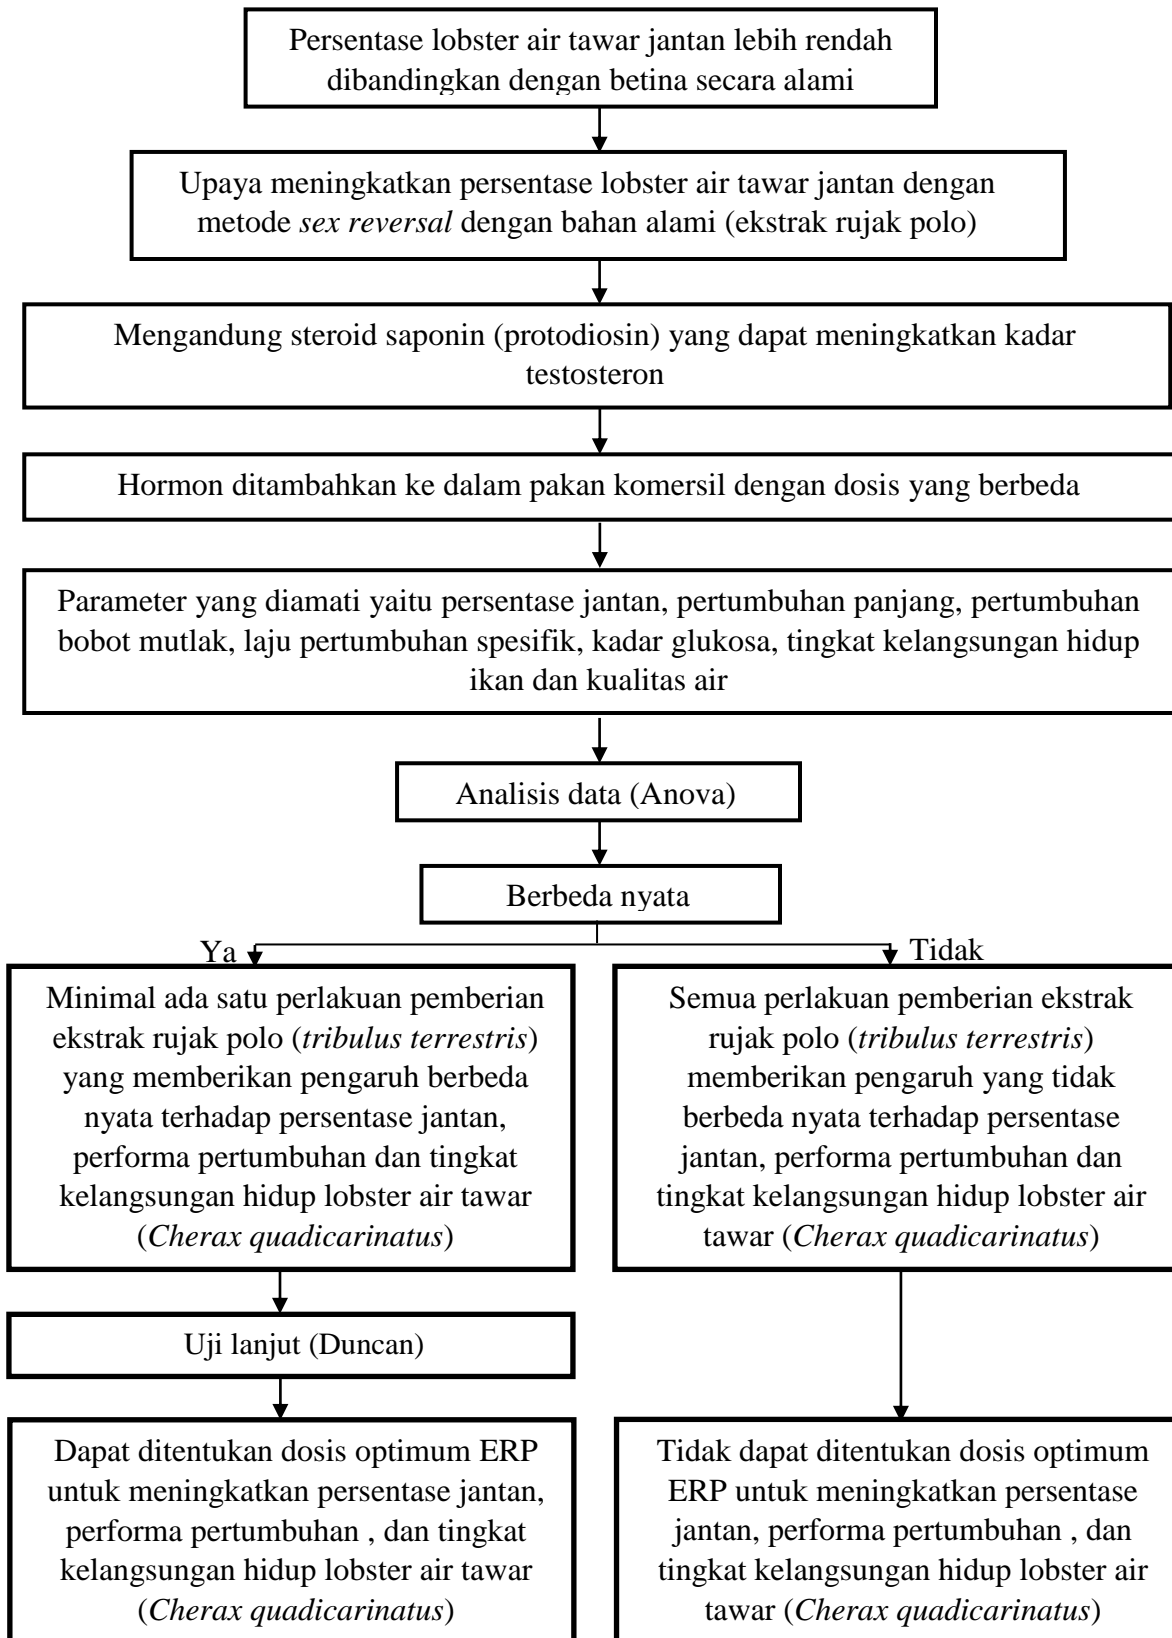 Persentase lobster air tawar jantan lebih rendah
dibandingkan dengan betina secara alami
Upaya meningkatkan persentase lobster air tawar jantan dengan
metode sex reversal dengan bahan alami (ekstrak rujak polo)
Mengandung steroid saponin (protodiosin) yang dapat meningkatkan kadar
testosteron
Hormon ditambahkan ke dalam pakan komersil dengan dosis yang berbeda
Parameter yang diamati yaitu persentase jantan, pertumbuhan panjang, pertumbuhan
bobot mutlak, laju pertumbuhan spesifik, kadar glukosa, tingkat kelangsungan hidup
ikan dan kualitas air
Analisis data (Anova)
Berbeda nyata
Ya
Minimal ada satu perlakuan pemberian
ekstrak rujak polo (tribulus terrestris)
yang memberikan pengaruh berbeda
nyata terhadap persentase jantan,
performa pertumbuhan dan tingkat
kelangsungan hidup lobster air tawar
(Cherax quadicarinatus)
Tidak
Semua perlakuan pemberian ekstrak
rujak polo (tribulus terrestris)
memberikan pengaruh yang tidak
berbeda nyata terhadap persentase
jantan, performa pertumbuhan dan
tingkat kelangsungan hidup lobster air
tawar (Cherax quadicarinatus)
Uji lanjut (Duncan)
Dapat ditentukan dosis optimum ERP
untuk meningkatkan persentase jantan,
performa pertumbuhan , dan tingkat
kelangsungan hidup lobster air tawar
(Cherax quadicarinatus)
Tidak dapat ditentukan dosis optimum
ERP untuk meningkatkan persentase
jantan, performa pertumbuhan , dan
tingkat kelangsungan hidup lobster air
tawar (Cherax quadicarinatus)